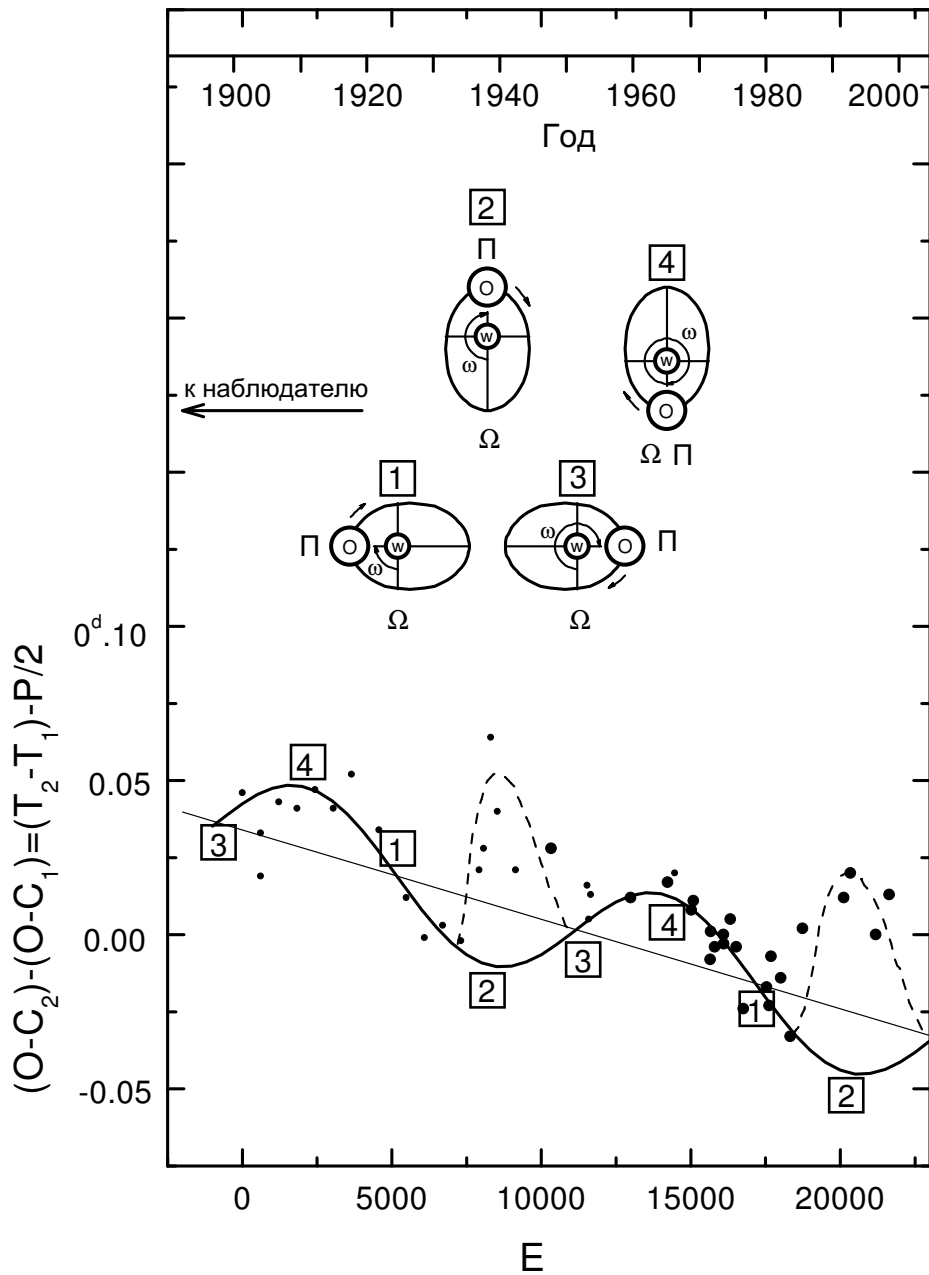 1900 1920 1940 1960 1980 2000
Год
2
П
O
w
ω
Ω
4
ω
w
O
Ω П
к наблюдателю
1
П O w
ω
Ω
3
ω
w O П
Ω
(O-C₂)-(O-C₁)=(T₂-T₁)-P/2
0ᵈ.10
0.05
0.00
-0.05
4
3
1
2
3
4
1
2
0 5000 10000 15000 20000
E